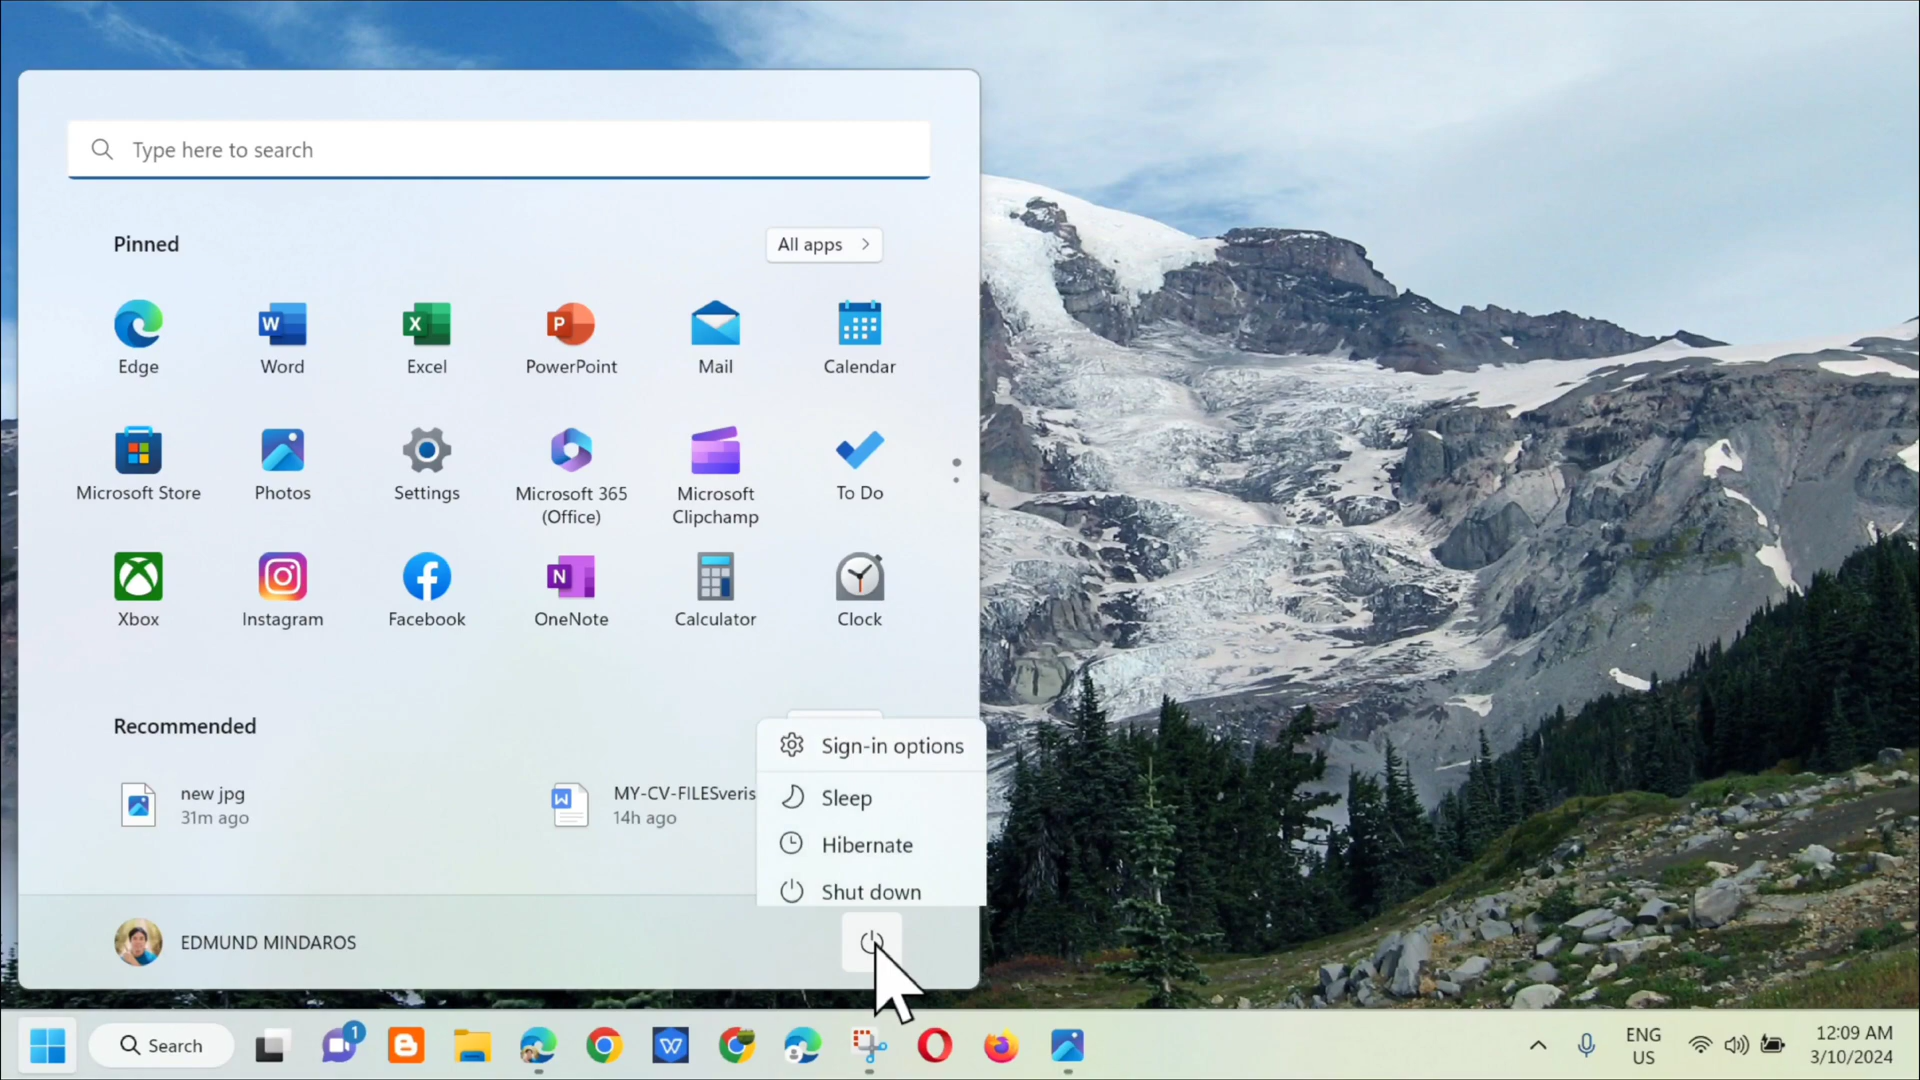 Type here to search
Pinned
All apps
Edge
Word
Excel
PowerPoint
Mail
Calendar
Microsoft Store
Photos
Settings
Microsoft 365
(Office)
Microsoft
Clipchamp
To Do
Xbox
Instagram
Facebook
OneNote
Calculator
Clock
Recommended
new jpg
31m ago
MY-CV-FILESveris
14h ago
Sign-in options
Sleep
Hibernate
Shut down
EDMUND MINDAROS
Search
1
ENG
US
12:09 AM
3/10/2024